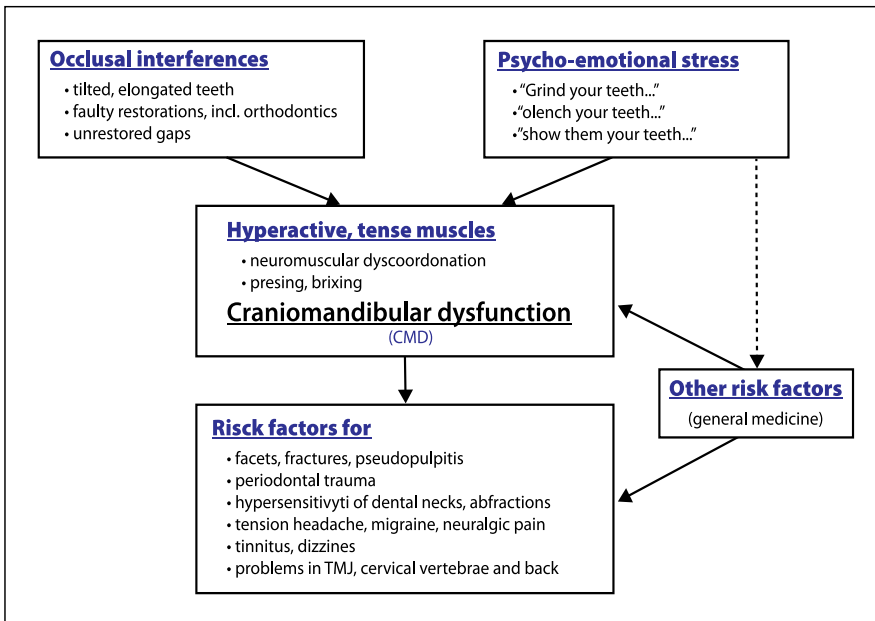 Occlusal interferences
• tilted, elongated teeth
• faulty restorations, incl. orthodontics
• unrestored gaps
Psycho-emotional stress
• "Grind your teeth..."
• "olench your teeth..."
• "show them your teeth..."
Hyperactive, tense muscles
• neuromuscular dyscoordonation
• presing, brixing
Craniomandibular dysfunction
(CMD)
Other risk factors
(general medicine)
Risck factors for
• facets, fractures, pseudopulpitis
• periodontal trauma
• hypersensitivyti of dental necks, abfractions
• tension headache, migraine, neuralgic pain
• tinnitus, dizzines
• problems in TMJ, cervical vertebrae and back